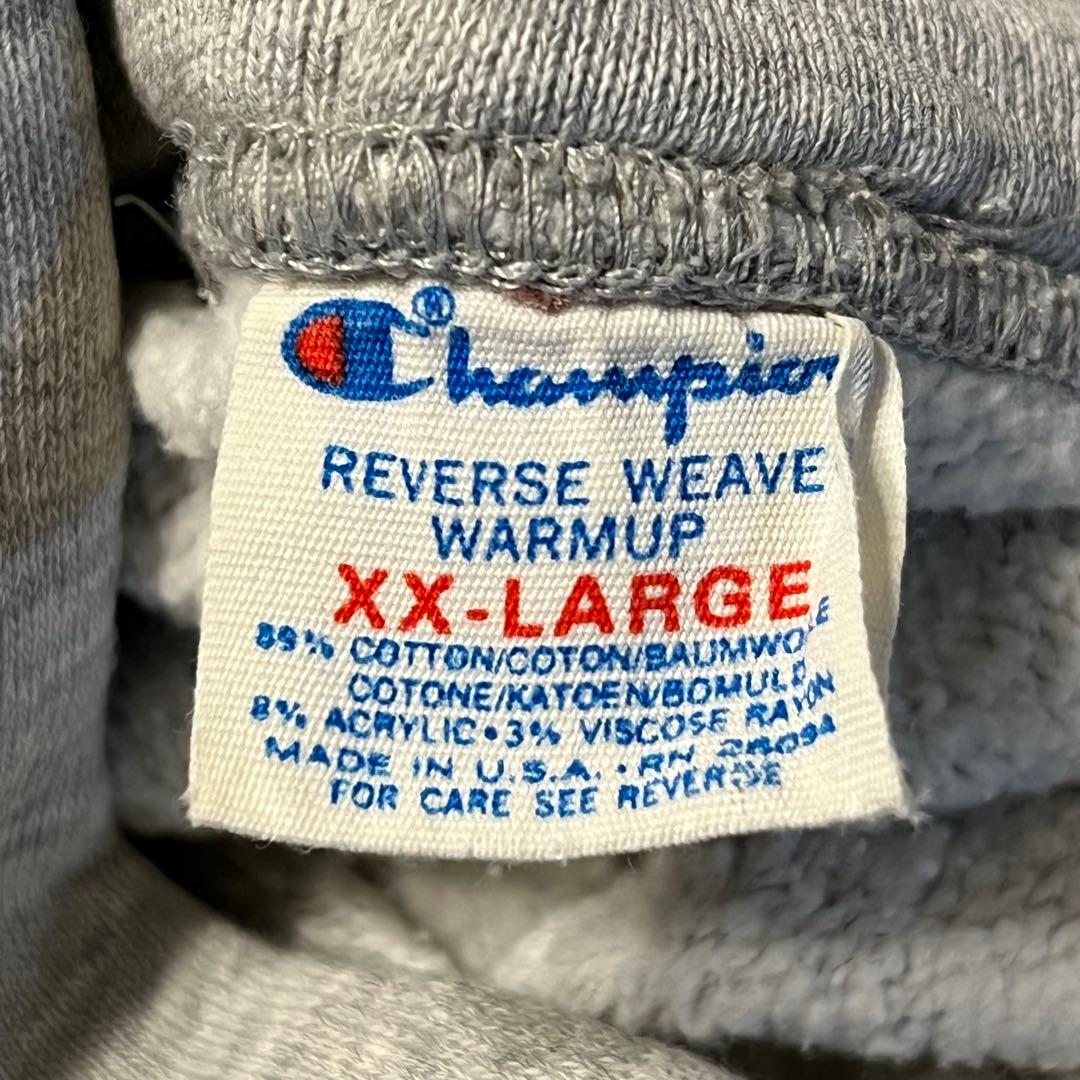 Champion®
REVERSE WEAVE
WARMUP
XX-LARGE
89% COTTON/COTON/BAUMWOLLE
COTONE/KATOEN/BOMULD
8% ACRYLIC • 3% VISCOSE RAYON
MADE IN U.S.A. • RN 26094
FOR CARE SEE REVERSE